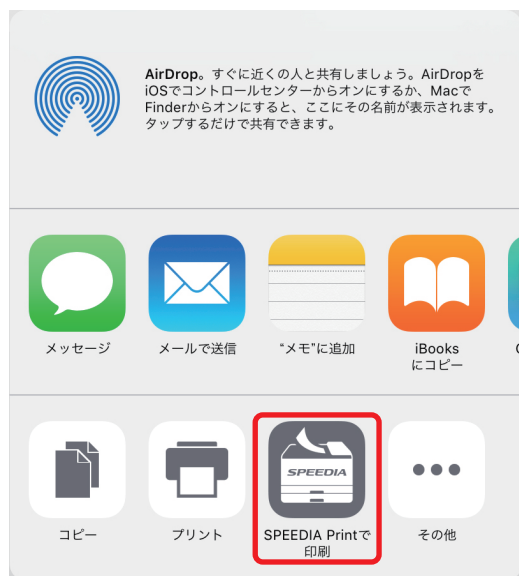 AirDrop。すぐに近くの人と共有しましょう。AirDropを
iOSでコントロールセンターからオンにするか、Macで
Finderからオンにすると、ここにその名前が表示されます。
タップするだけで共有できます。
メッセージ
メールで送信
“メモ”に追加
iBooks
にコピー
SPEEDIA
コピー
プリント
SPEEDIA Printで
印刷
その他